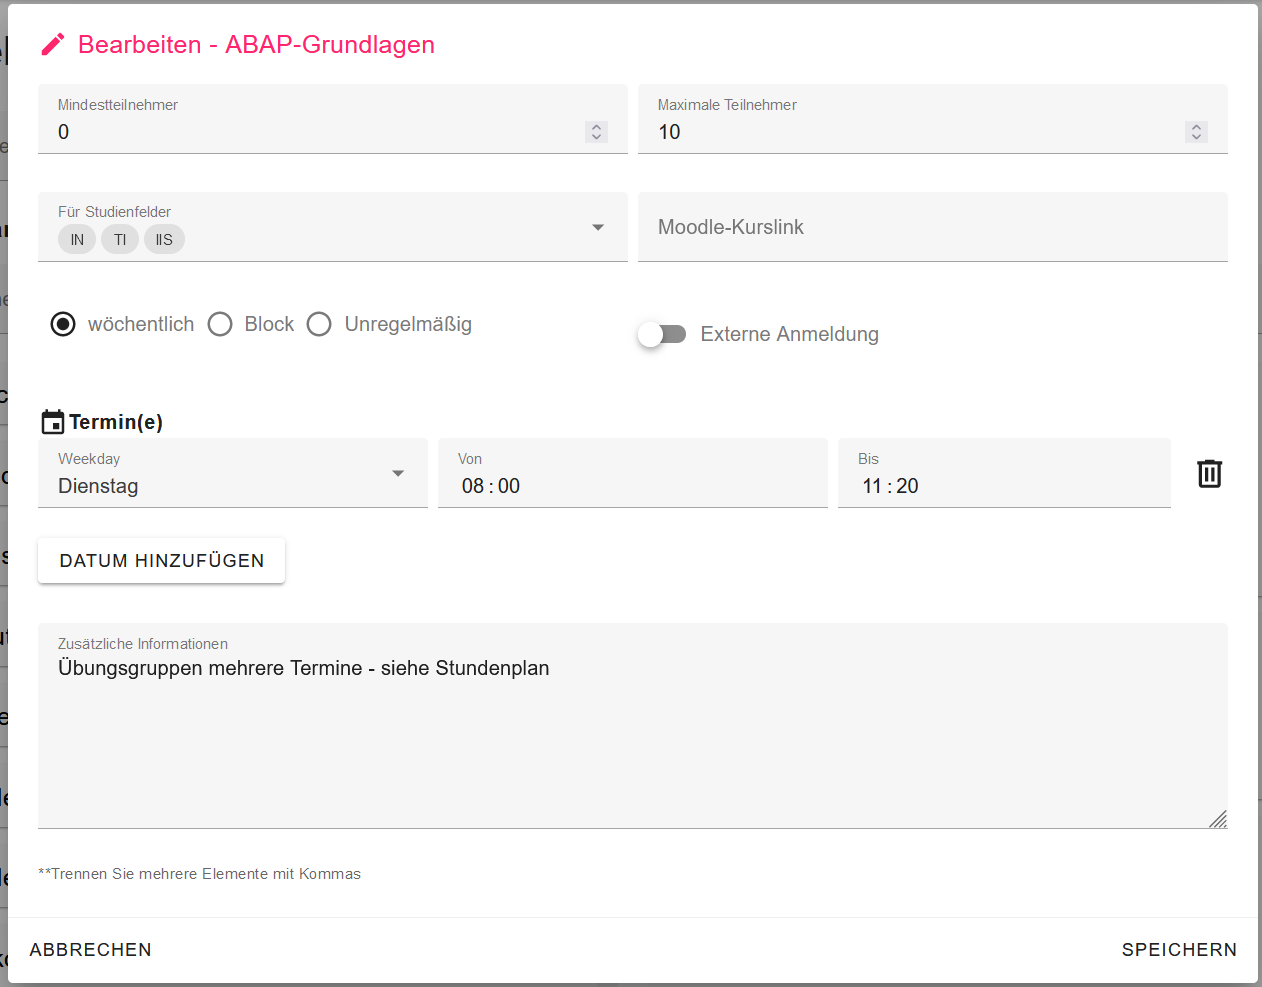 Bearbeiten - ABAP-Grundlagen
Mindestteilnehmer
0
Maximale Teilnehmer
10
Für Studienfelder
IN TI IIS
Moodle-Kurslink
wöchentlich Block Unregelmäßig
Externe Anmeldung
Termin(e)
Weekday
Dienstag
Von
08 : 00
Bis
11 : 20
DATUM HINZUFÜGEN
Zusätzliche Informationen
Übungsgruppen mehrere Termine - siehe Stundenplan
**Trennen Sie mehrere Elemente mit Kommas
ABBRECHEN
SPEICHERN